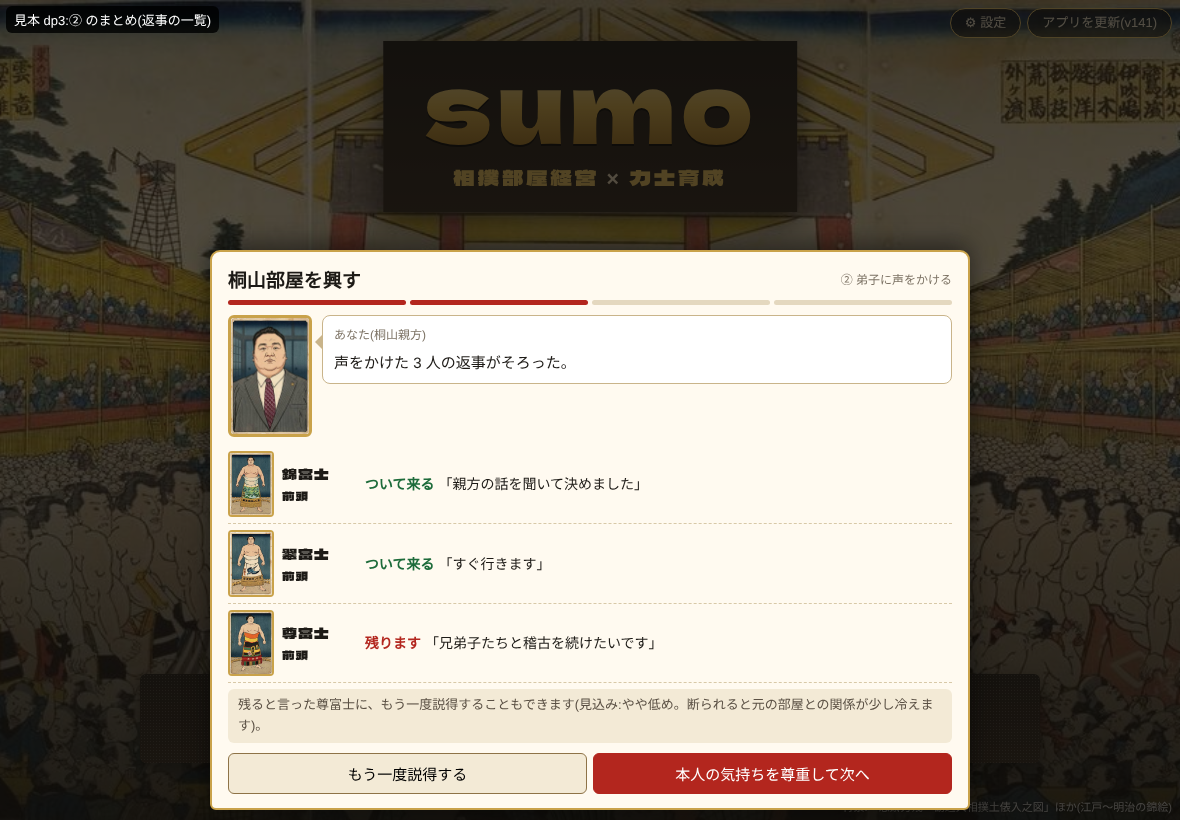 見本 dp3:② のまとめ(返事の一覧)
⚙ 設定
アプリを更新(v141)
sumo
相撲部屋経営 × 力士育成
桐山部屋を興す
② 弟子に声をかける
あなた(桐山親方)
声をかけた 3 人の返事がそろった。
錦富士
前頭
ついて来る 「親方の話を聞いて決めました」
翠富士
前頭
ついて来る 「すぐ行きます」
尊富士
前頭
残ります 「兄弟子たちと稽古を続けたいです」
残ると言った尊富士に、もう一度説得することもできます(見込み:やや低め。断られると元の部屋との関係が少し冷えま
す)。
もう一度説得する
本人の気持ちを尊重して次へ
相撲土俵入之図」ほか(江戸〜明治の錦絵)